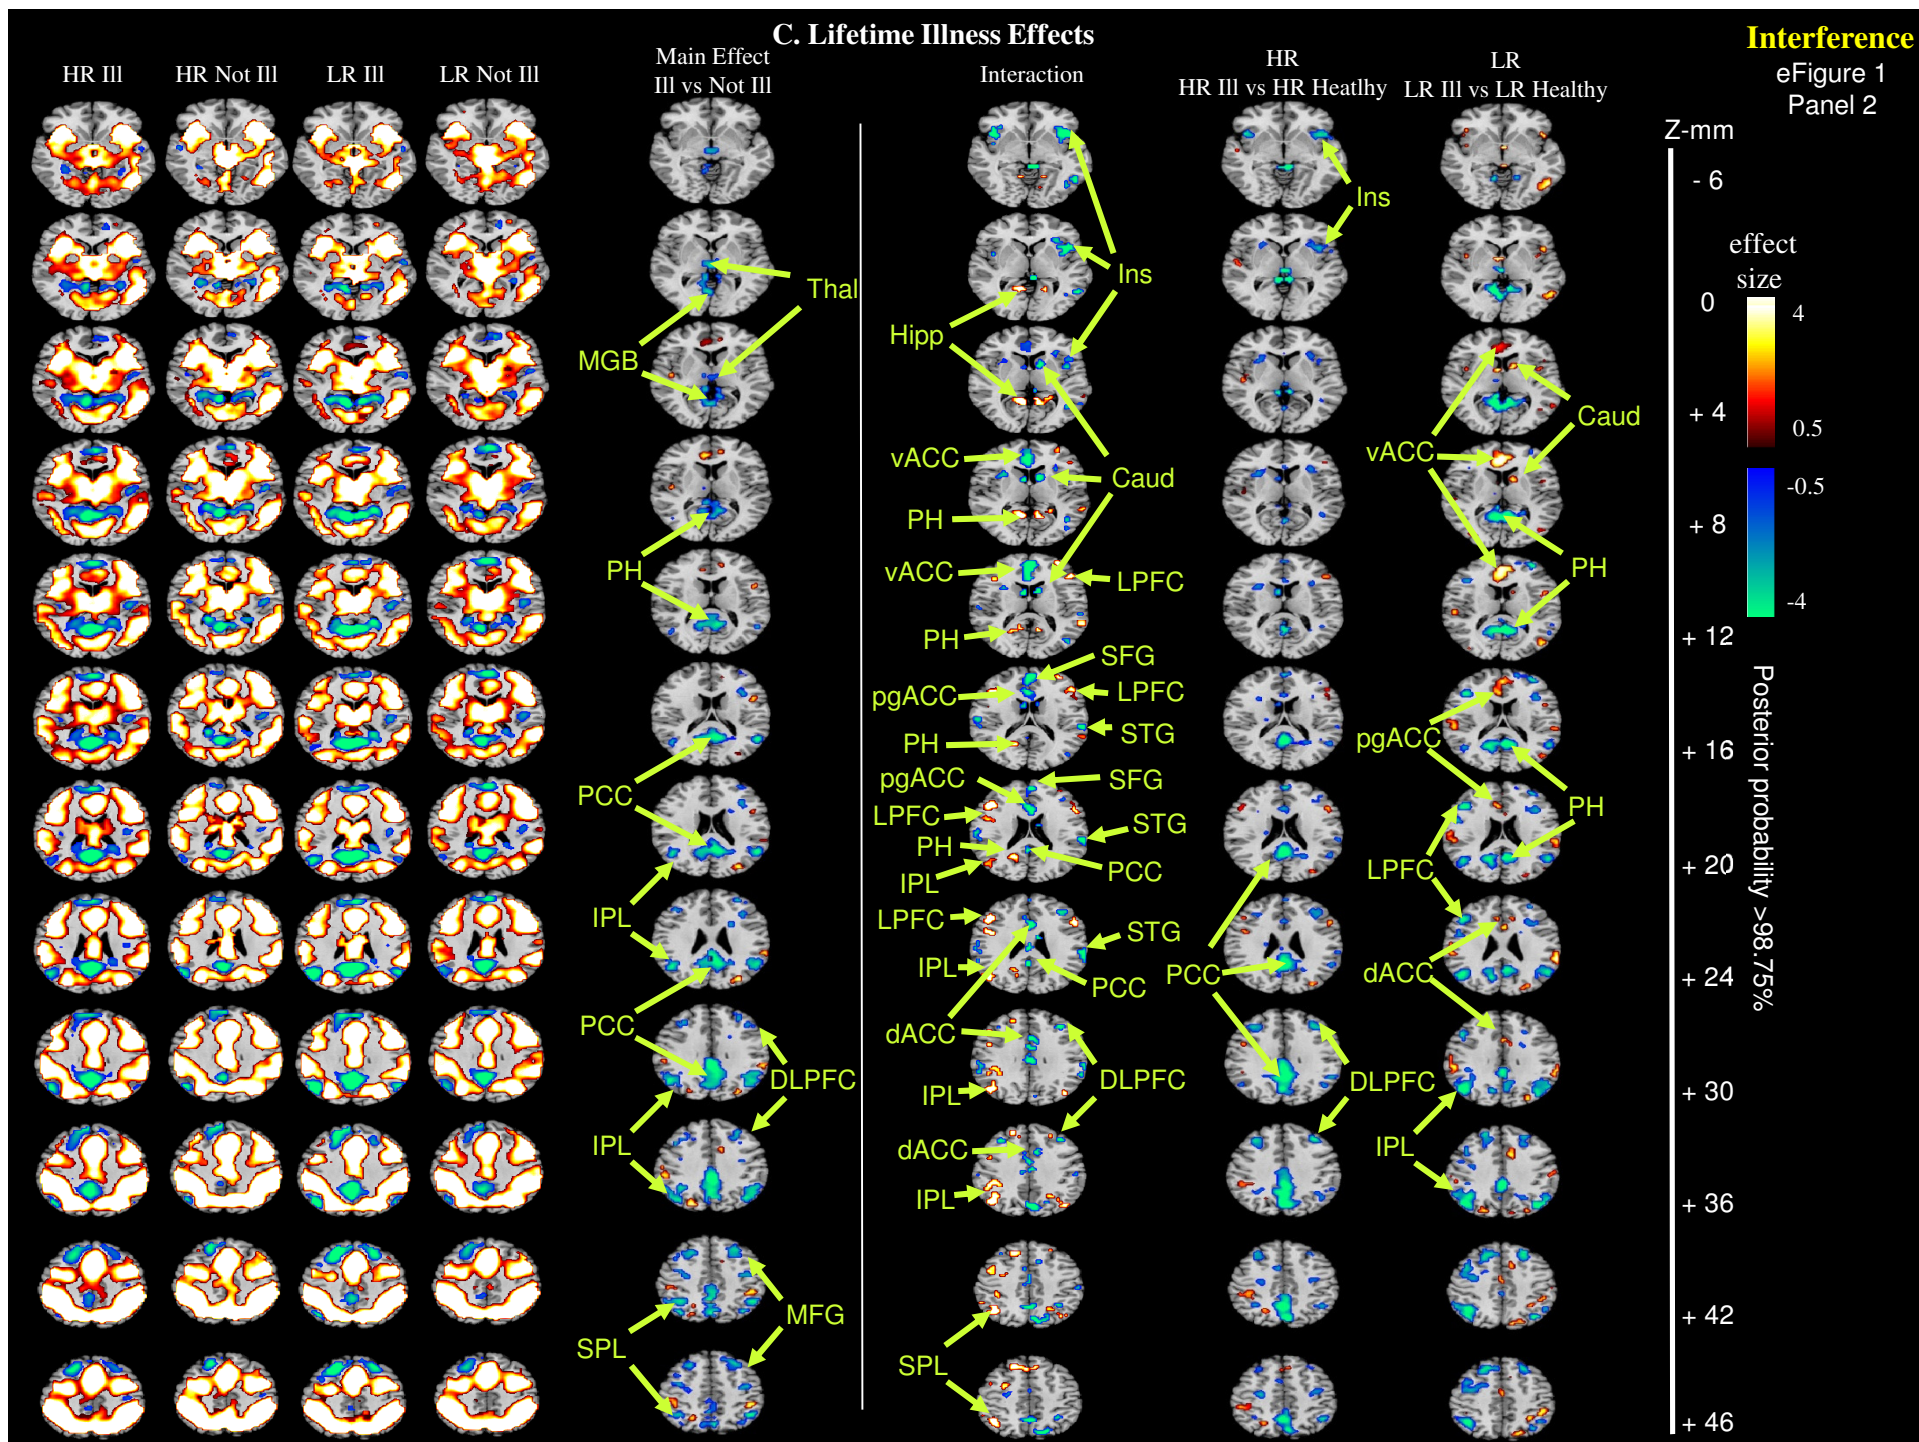 C. Lifetime Illness Effects
Interference
eFigure 1
Panel 2
HR Ill
HR Not Ill
LR Ill
LR Not Ill
Main Effect
Ill vs Not Ill
Interaction
HR
HR Ill vs HR Heatlhy
LR
LR Ill vs LR Healthy
Z-mm
- 6
0
+ 4
+ 8
+ 12
+ 16
+ 20
+ 24
+ 30
+ 36
+ 42
+ 46
effect
size
4
0.5
-0.5
-4
Posterior probability >98.75%
Thal
MGB
PH
PCC
IPL
PCC
DLPFC
IPL
MFG
SPL
Ins
Hipp
vACC
Caud
PH
vACC
LPFC
PH
SFG
pgACC
LPFC
STG
PH
pgACC
SFG
LPFC
STG
PH
PCC
IPL
LPFC
STG
IPL
PCC
dACC
DLPFC
IPL
dACC
IPL
SPL
Ins
PCC
DLPFC
Caud
vACC
PH
pgACC
PH
LPFC
dACC
IPL